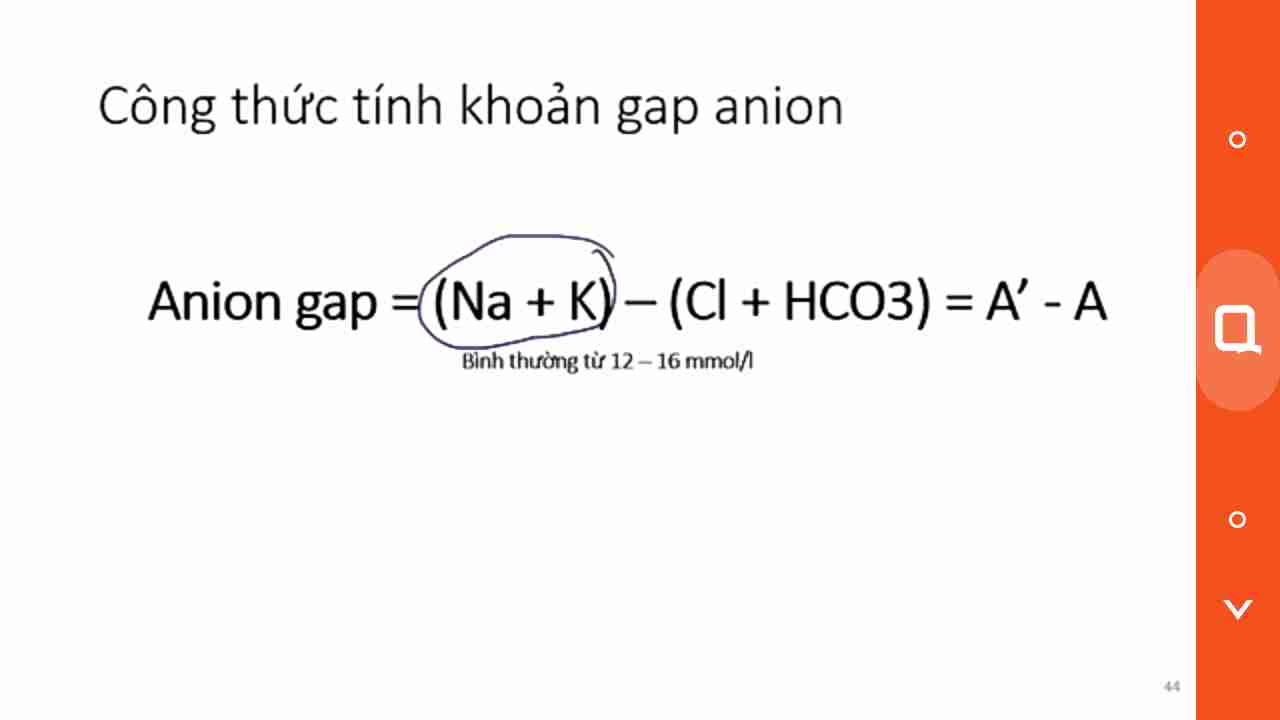 Công thức tính khoản gap anion
Anion gap = (Na + K) – (Cl + HCO3) = A’ - A
Bình thường từ 12 – 16 mmol/l
44